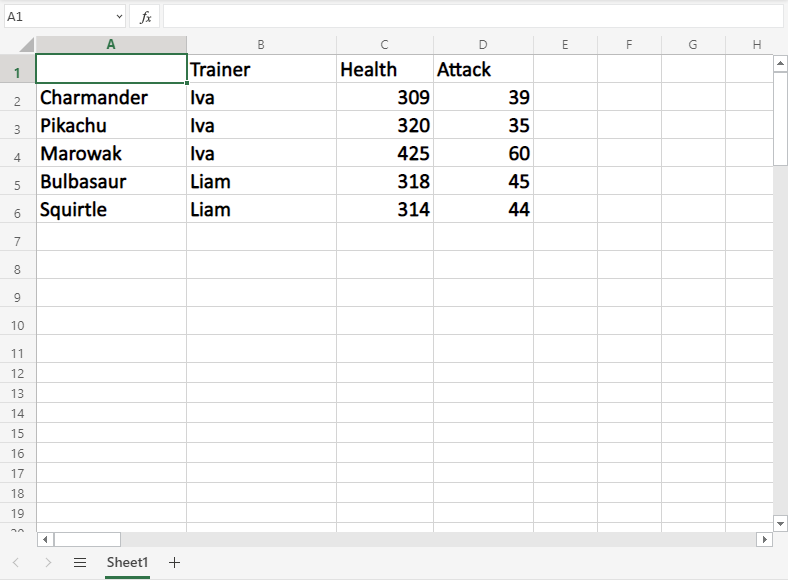 A1 fx
A B C D E F G H
1 Trainer Health Attack
2 Charmander Iva 309 39
3 Pikachu Iva 320 35
4 Marowak Iva 425 60
5 Bulbasaur Liam 318 45
6 Squirtle Liam 314 44
7
8
9
10
11
12
13
14
15
16
17
18
19
Sheet1